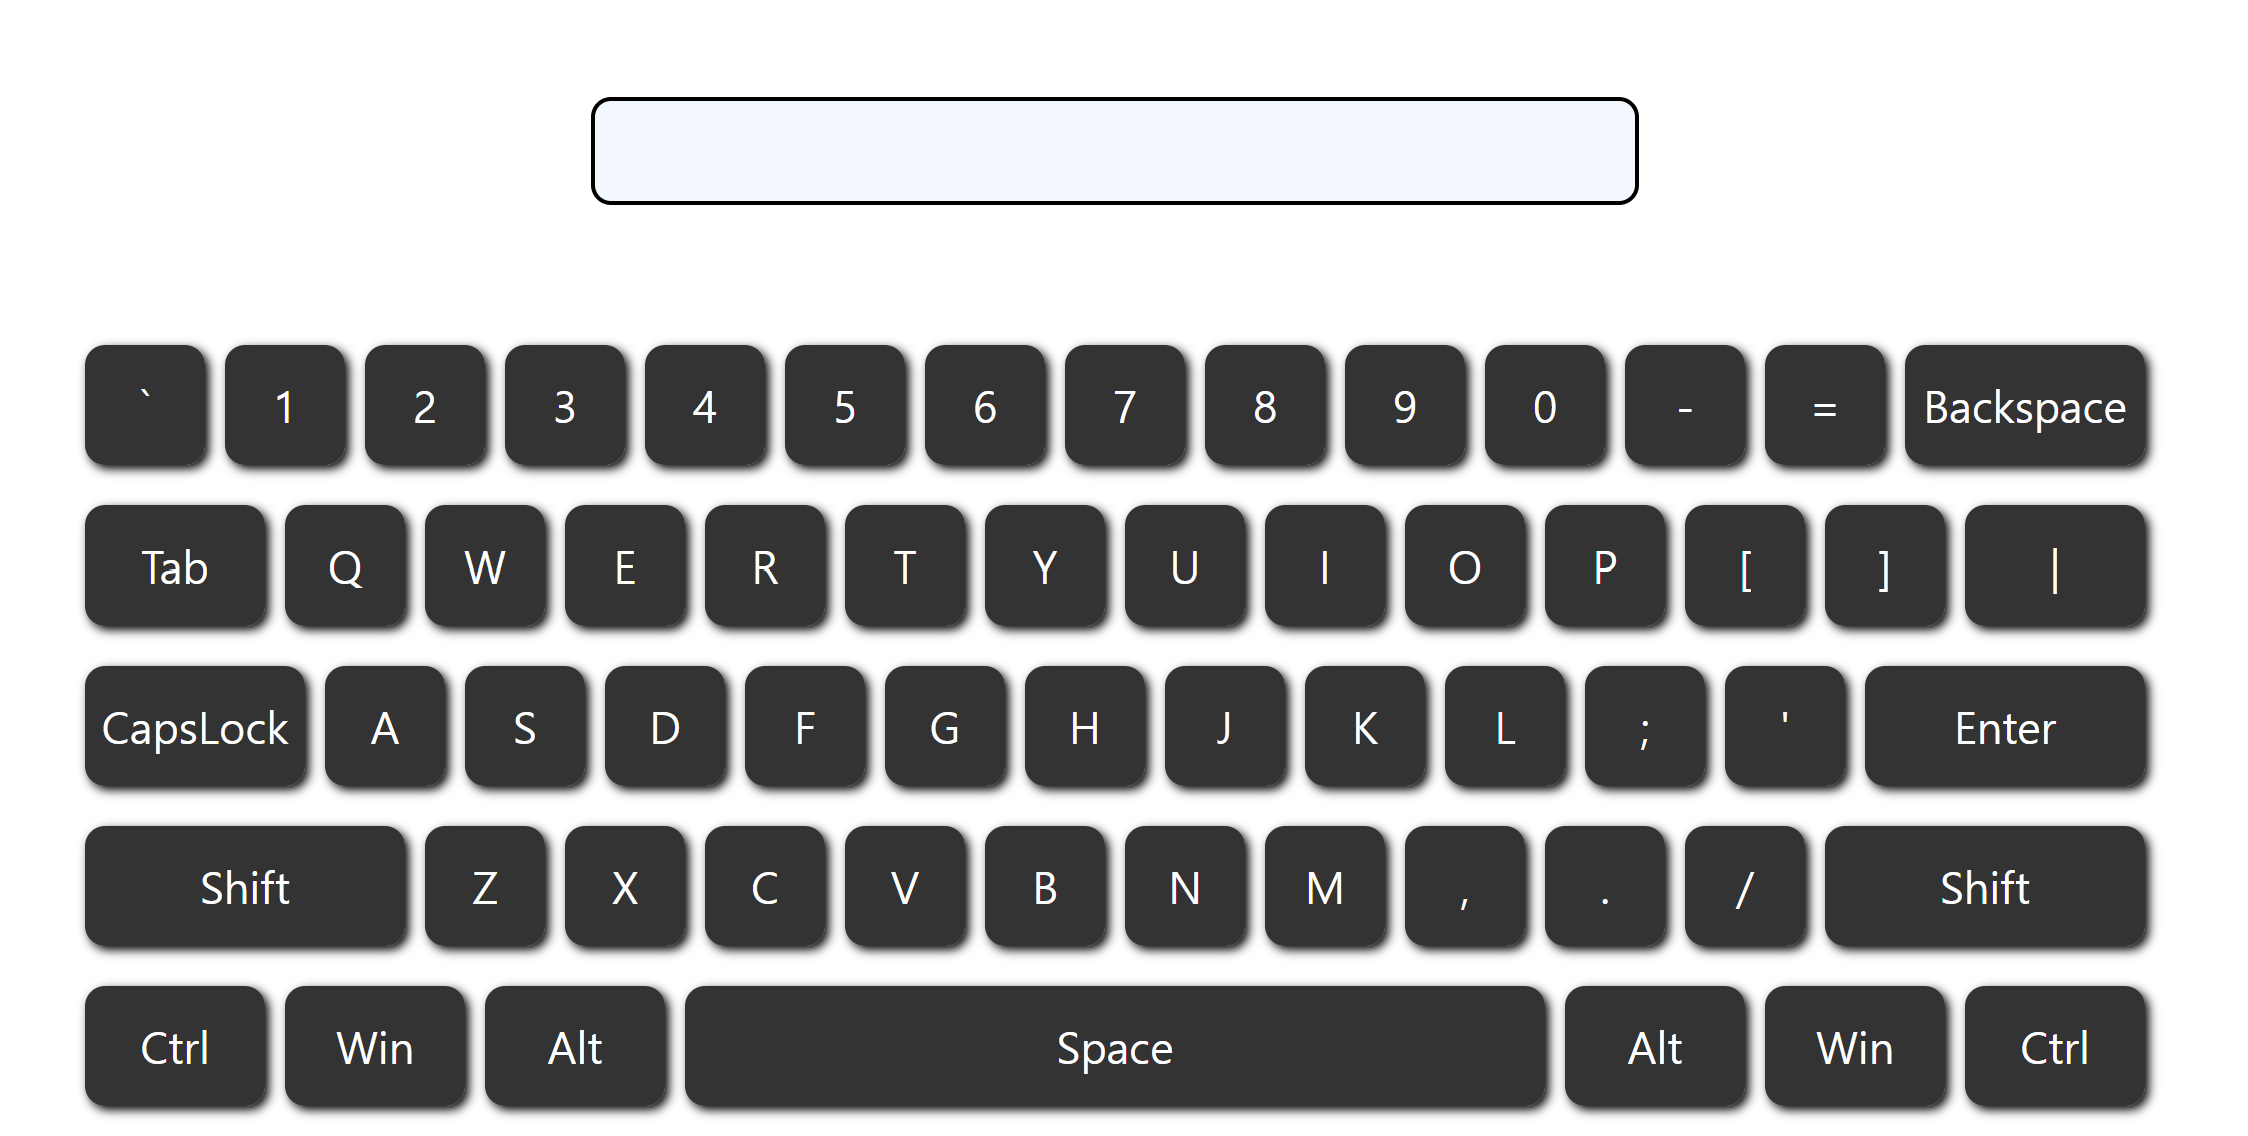 ` 1 2 3 4 5 6 7 8 9 0 - = Backspace
Tab Q W E R T Y U I O P [ ] |
CapsLock A S D F G H J K L ; ' Enter
Shift Z X C V B N M , . / Shift
Ctrl Win Alt Space Alt Win Ctrl